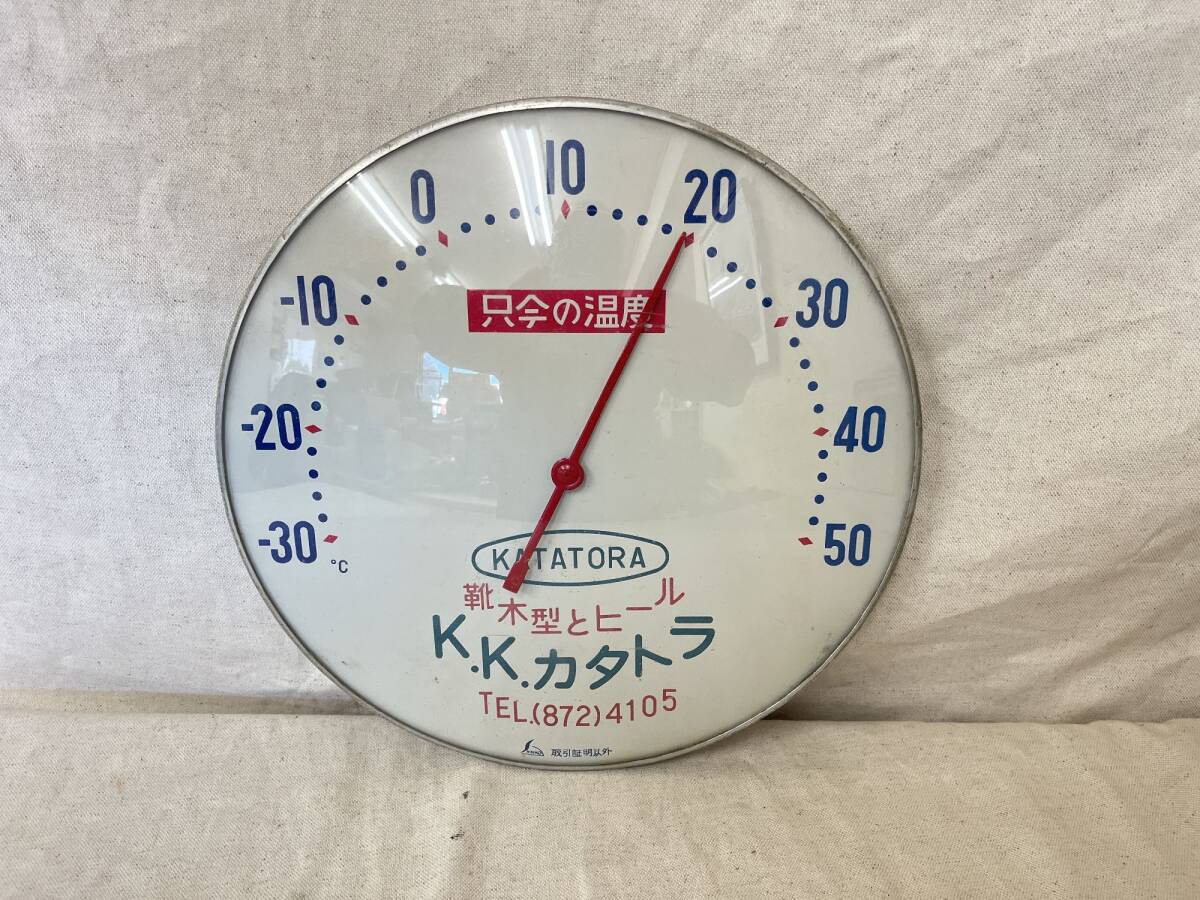 -30
-20
-10
0
10
20
30
40
50
°C
只今の温度
KATATORA
靴木型とヒール
K.K.カタトラ
TEL.(872)4105
取引証明以外